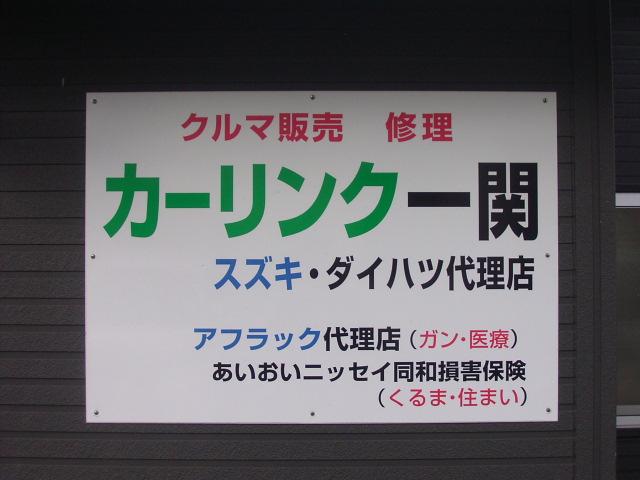 クルマ販売　修理
カーリンク一関
スズキ・ダイハツ代理店
アフラック代理店（ガン・医療）
あいおいニッセイ同和損害保険
（くるま・住まい）